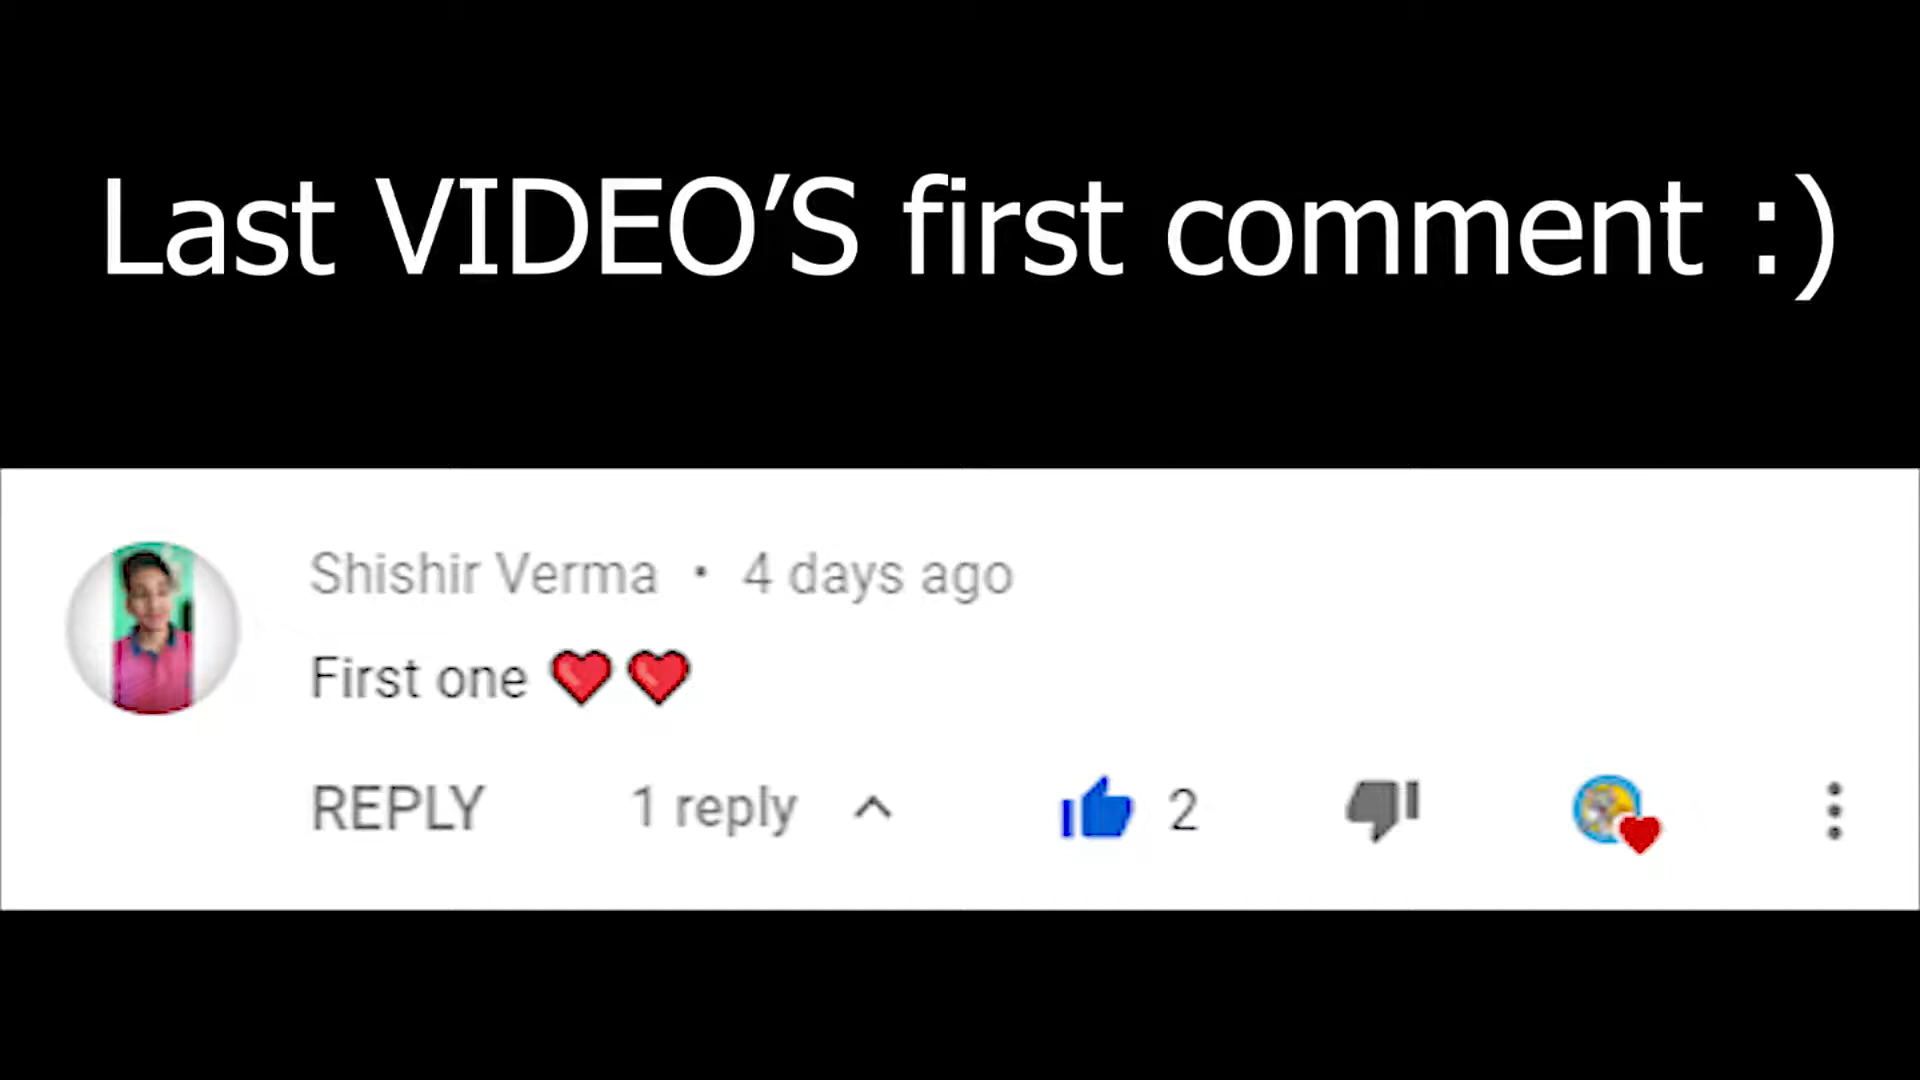 Last VIDEO’S first comment :)
Shishir Verma • 4 days ago
First one ❤️❤️
REPLY 1 reply 2